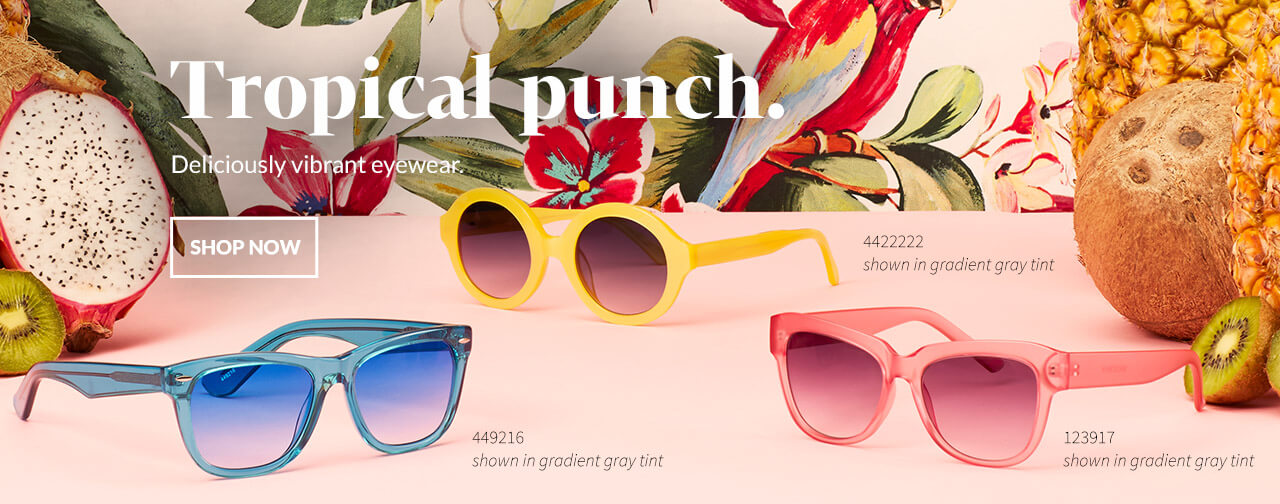 Tropical punch.
Deliciously vibrant eyewear.
SHOP NOW
4422222
shown in gradient gray tint
449216
shown in gradient gray tint
123917
shown in gradient gray tint
449216